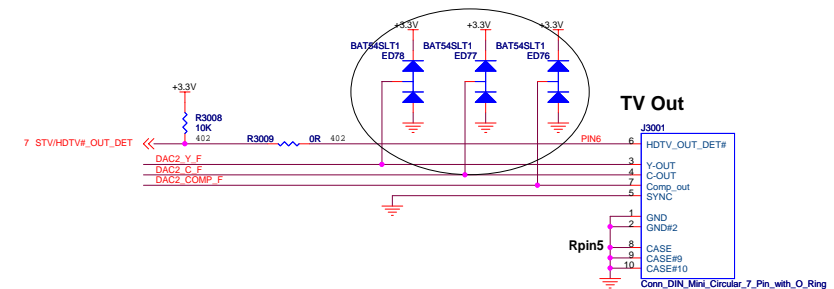 +3.3V +3.3V +3.3V
BAT54SLT1 BAT54SLT1 BAT54SLT1
ED78 ED77 ED76
+3.3V
TV Out
R3008
10K
402
J3001
7 STV/HDTV#_OUT_DET
R3009 0R 402
PIN6
6 HDTV_OUT_DET#
DAC2_Y_F
3 Y-OUT
DAC2_C_F
4 C-OUT
DAC2_COMP_F
7 Comp_out
5 SYNC
1 GND
2 GND#2
Rpin5
8 CASE
9 CASE#9
10 CASE#10
Conn_DIN_Mini_Circular_7_Pin_with_O_Ring